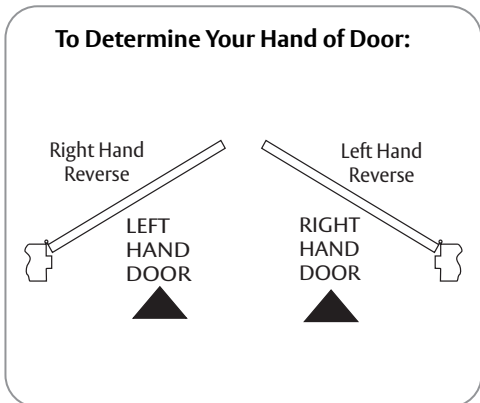 To Determine Your Hand of Door:
Right Hand
Reverse
Left Hand
Reverse
LEFT
HAND
DOOR
RIGHT
HAND
DOOR